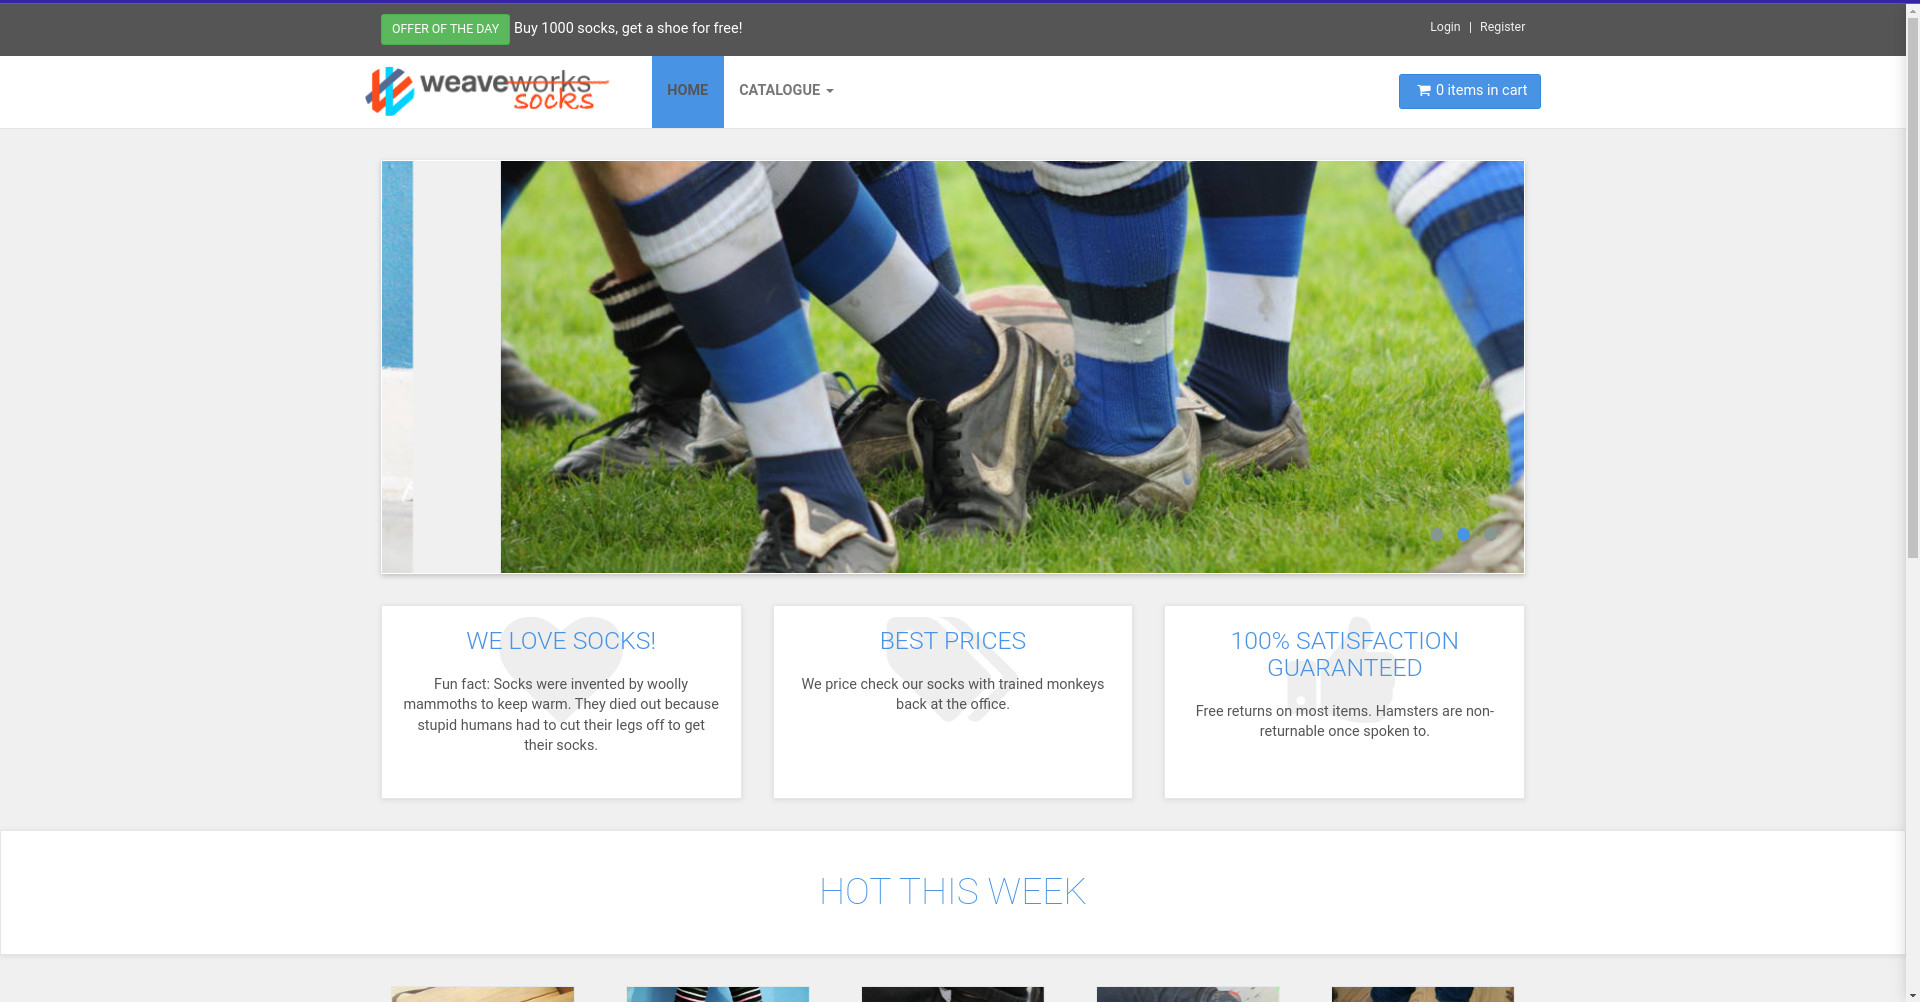 OFFER OF THE DAY Buy 1000 socks, get a shoe for free!
Login | Register
weaveworks
socks
HOME
CATALOGUE
0 items in cart
WE LOVE SOCKS!
Fun fact: Socks were invented by woolly
mammoths to keep warm. They died out because
stupid humans had to cut their legs off to get
their socks.
BEST PRICES
We price check our socks with trained monkeys
back at the office.
100% SATISFACTION
GUARANTEED
Free returns on most items. Hamsters are non-
returnable once spoken to.
HOT THIS WEEK